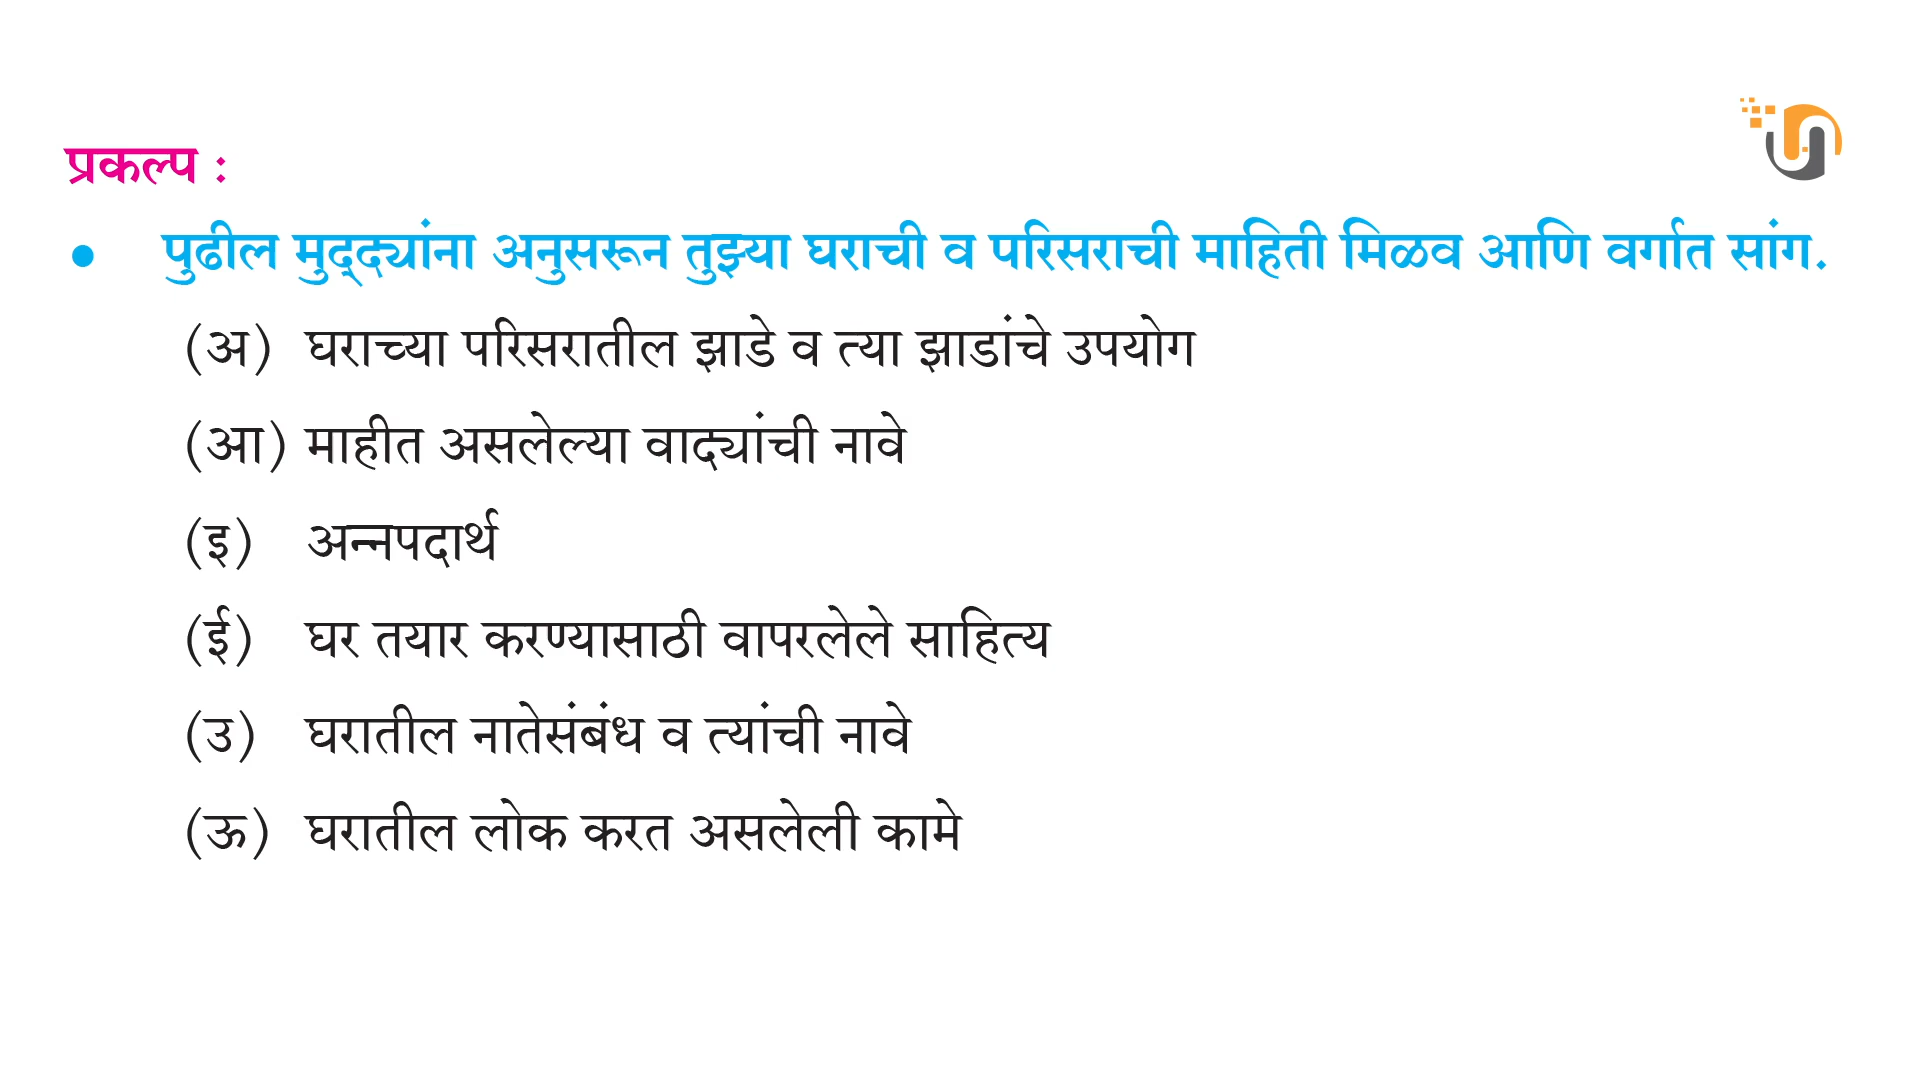 प्रकल्प :
● पुढील मुद्द्यांना अनुसरून तुझ्या घराची व परिसराची माहिती मिळव आणि वर्गात सांग.
(अ) घराच्या परिसरातील झाडे व त्या झाडांचे उपयोग
(आ) माहीत असलेल्या वाद्यांची नावे
(इ) अन्नपदार्थ
(ई) घर तयार करण्यासाठी वापरलेले साहित्य
(उ) घरातील नातेसंबंध व त्यांची नावे
(ऊ) घरातील लोक करत असलेली कामे